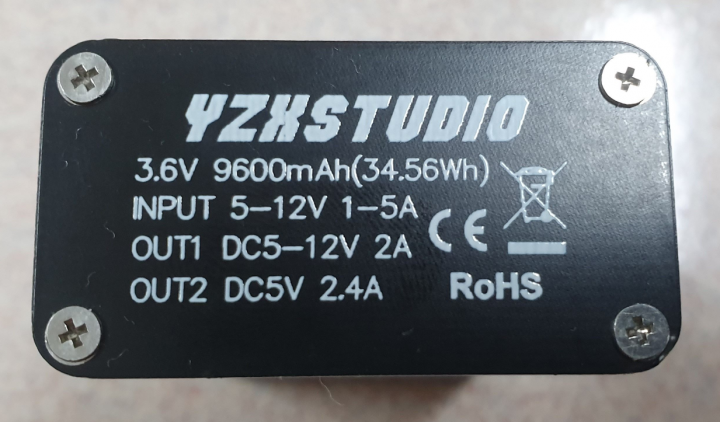 YZXSTUDIO
3.6V 9600mAh(34.56Wh)
INPUT 5-12V 1-5A
OUT1 DC5-12V 2A
OUT2 DC5V 2.4A
CE
RoHS